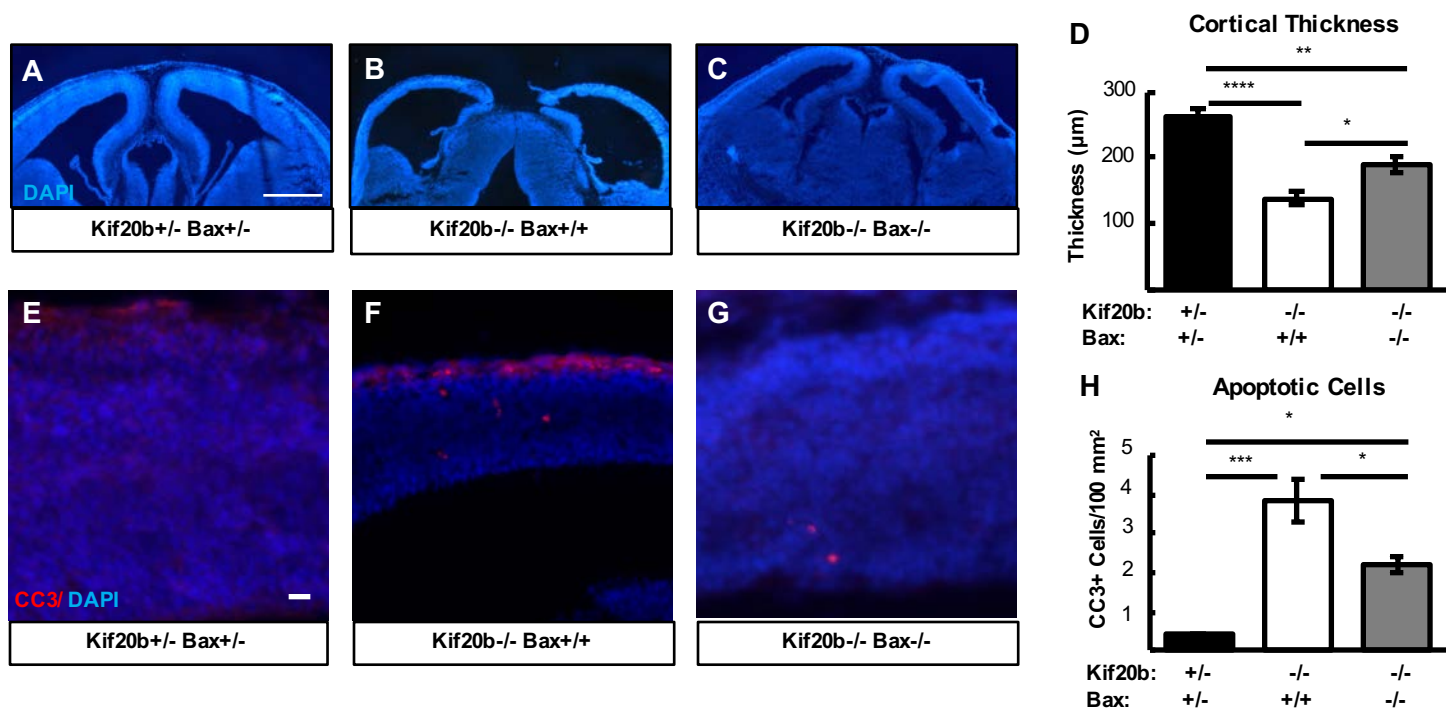 A
DAPI
Kif20b+/- Bax+/-
B
Kif20b-/- Bax+/+
C
Kif20b-/- Bax-/-
D
Cortical Thickness
**
****
*
Thickness (µm)
300
200
100
Kif20b: +/- -/- -/-
Bax: +/- +/+ -/-
E
CC3/ DAPI
Kif20b+/- Bax+/-
F
Kif20b-/- Bax+/+
G
Kif20b-/- Bax-/-
H
Apoptotic Cells
*
***
*
CC3+ Cells/100 mm²
5
4
3
2
1
Kif20b: +/- -/- -/-
Bax: +/- +/+ -/-